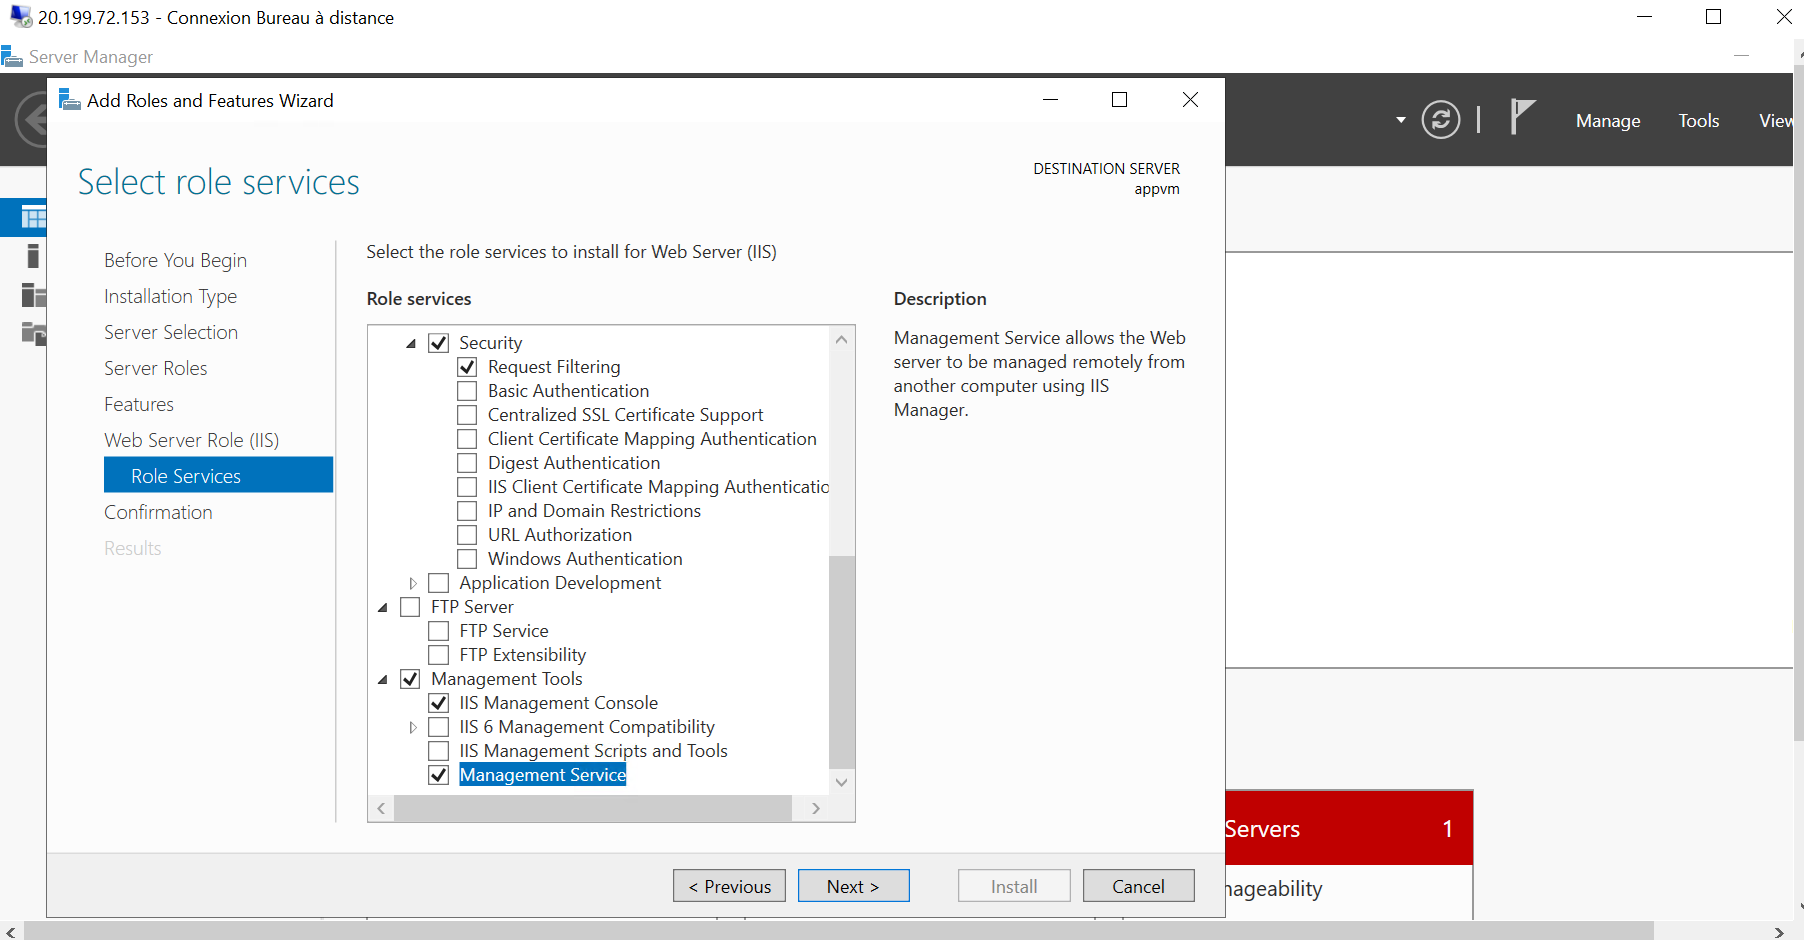 20.199.72.153 - Connexion Bureau à distance
Server Manager
Add Roles and Features Wizard
Manage
Tools
View
Select role services
DESTINATION SERVER
appvm
Before You Begin
Installation Type
Server Selection
Server Roles
Features
Web Server Role (IIS)
Role Services
Confirmation
Results
Select the role services to install for Web Server (IIS)
Role services
Security
Request Filtering
Basic Authentication
Centralized SSL Certificate Support
Client Certificate Mapping Authentication
Digest Authentication
IIS Client Certificate Mapping Authenticatio
IP and Domain Restrictions
URL Authorization
Windows Authentication
Application Development
FTP Server
FTP Service
FTP Extensibility
Management Tools
IIS Management Console
IIS 6 Management Compatibility
IIS Management Scripts and Tools
Management Service
Description
Management Service allows the Web
server to be managed remotely from
another computer using IIS
Manager.
Servers 1
nageability
< Previous
Next >
Install
Cancel